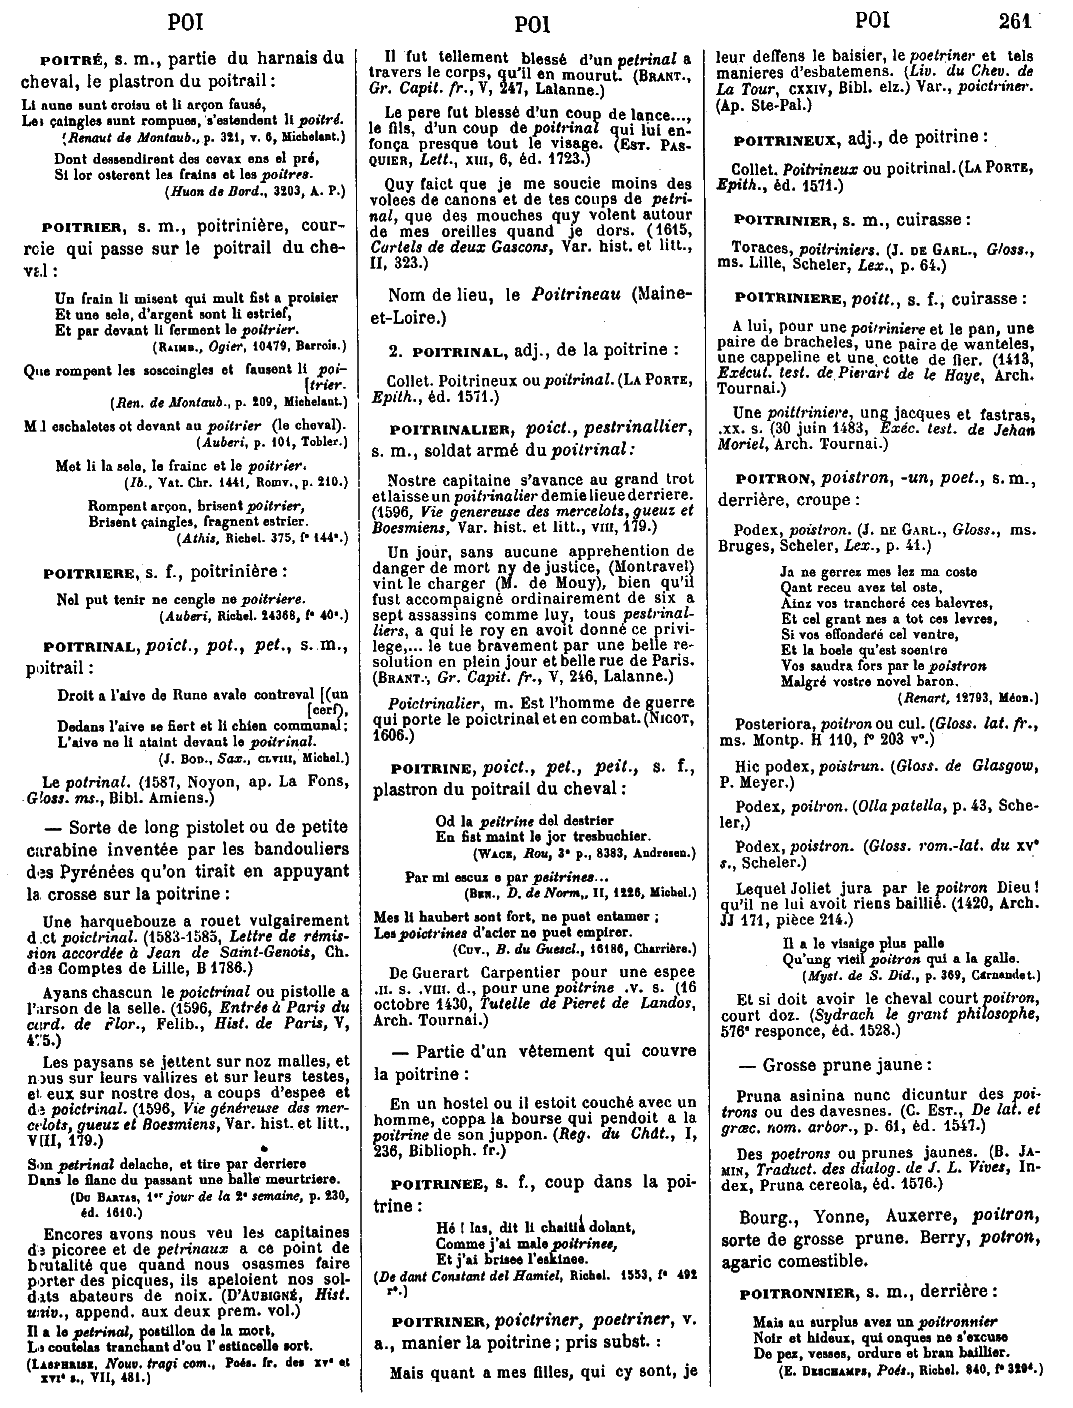 POI
POI
POI 261
POITRÉ, s. m., partie du harnais du
cheval, le plastron du poitrail :
Li aune sunt croisu et li arçon fausé,
Les çaingles sunt rompues, s'estendent li poitré.
(Renaut de Montaub., p. 321, v. 6, Michelant.)
Dont dessendirent des cevax ens el pré,
Si lor osterent les frains et les poitres.
(Huon de Bord., 3203, A. P.)
POITRIER, s. m., poitrinière, cour-
roie qui passe sur le poitrail du che-
val :
Un frain li misent qui mult fist a proisier
Et une sele, d'argent sont li estrief,
Et par devant li ferment le poitrier.
(RAIMB., Ogier, 10479, Barrois.)
Que rompent les soscoingles et fausent li poi-
[trier.
(Ren. de Montaub., p. 209, Michelant.)
Mil eschaletes ot devant au poitrier (le cheval).
(Auberi, p. 101, Tobler.)
Met li la sele, le frainc et le poitrier.
(Ib., Vat. Chr. 1441, Romv., p. 210.)
Rompent arçon, brisent poitrier,
Brisent çaingles, fragnent estrier.
(Athis, Richel. 375, f° 144ª.)
POITRIERE, s. f., poitrinière :
Nel put tenir ne cengle ne poitriere.
(Auberi, Richel. 24368, f° 40ª.)
POITRINAL, poict., pot., pet., s. m.,
poitrail :
Droit a l'aive de Rune avale contreval [(un
[cerf),
Dedans l'aive se fiert et li chien communal;
L'aive ne li ataint devant le poitrinal.
(J. BOD., Sax., CLVIII, Michel.)
Le potrinal. (1587, Noyon, ap. La Fons,
Gloss. ms., Bibl. Amiens.)
— Sorte de long pistolet ou de petite
carabine inventée par les bandouliers
des Pyrénées qu'on tirait en appuyant
la crosse sur la poitrine :
Une harquebouze a rouet vulgairement
dict poictrinal. (1583-1585, Lettre de rémis-
sion accordée à Jean de Saint-Genois, Ch.
des Comptes de Lille, B 1786.)
Ayans chascun le poictrinal ou pistolle a
l'arson de la selle. (1596, Entrée à Paris du
card. de Flor., Felib., Hist. de Paris, V,
475.)
Les paysans se jettent sur noz malles, et
nous sur leurs vallizes et sur leurs testes,
et eux sur nostre dos, a coups d'espee et
de poictrinal. (1596, Vie généreuse des mer-
celots, gueux et Boesmiens, Var. hist. et litt.,
VIII, 179.)
Son petrinal delache, et tire par derriere
Dans le flanc du passant une balle meurtriere.
(DU BARTAS, 1er jour de la 2e semaine, p. 230,
éd. 1610.)
Encores avons nous veu les capitaines
de picoree et de petrinaux a ce point de
brutalité que quand nous osasmes faire
porter des picques, ils apeloient nos sol-
dats abateurs de noix. (D'AUBIGNÉ, Hist.
univ., append. aux deux prem. vol.)
Il a le petrinal, postillon de la mort,
Le coutelas tranchant d'ou l'estincelle sort.
(LASPHRISE, Nouv. tragi com., Poés. fr. des XVe et
XVIe s., VII, 481.)
Il fut tellement blessé d'un petrinal a
travers le corps, qu'il en mourut. (BRANT.,
Gr. Capit. fr., V, 247, Lalanne.)
Le pere fut blessé d'un coup de lance...,
le fils, d'un coup de poitrinal qui lui en-
fonça presque tout le visage. (EST. PAS-
QUIER, Lett., XIII, 6, éd. 1723.)
Quy faict que je me soucie moins des
volees de canons et de tes coups de petri-
nal, que des mouches quy volent autour
de mes oreilles quand je dors. (1615,
Cartels de deux Gascons, Var. hist. et litt.,
II, 323.)
Nom de lieu, le Poitrineau (Maine-
et-Loire.)
2. POITRINAL, adj., de la poitrine :
Collet. Poitrineux ou poitrinal. (LA PORTE,
Epith., éd. 1571.)
POITRINALIER, poict., pestrinallier,
s. m., soldat armé du poitrinal :
Nostre capitaine s'avance au grand trot
et laisse un poitrinalier demie lieue derriere.
(1596, Vie genereuse des mercelots, gueuz et
Boesmiens, Var. hist. et litt., VIII, 179.)
Un jour, sans aucune apprehention de
danger de mort ny de justice, (Montravel)
vint le charger (M. de Mouy), bien qu'il
fust accompaigné ordinairement de six a
sept assassins comme luy, tous pestrinal-
liers, a qui le roy en avoit donné ce privi-
lege,... le tue bravement par une belle re-
solution en plein jour et belle rue de Paris.
(BRANT., Gr. Capit. fr., V, 246, Lalanne.)
Poictrinalier, m. Est l'homme de guerre
qui porte le poictrinal et en combat. (NICOT,
1606.)
POITRINE, poict., pet., peit., s. f.,
plastron du poitrail du cheval :
Od la peitrine del destrier
En fist maint le jor tresbuchier.
(WACE, Rou, 3e p., 8383, Andresen.)
Par mi escuz e par peitrines...
(BEN., D. de Norm., II, 1226, Michel.)
Mes li haubert sont fort, ne puet entamer ;
Les poictrines d'acier ne puet empirer.
(CUV., B. du Guescl., 16186, Charrière.)
De Guerart Carpentier pour une espee
.II. s. .VIII. d., pour une poitrine .V. s. (16
octobre 1430, Tutelle de Pieret de Landos,
Arch. Tournai.)
— Partie d'un vêtement qui couvre
la poitrine :
En un hostel ou il estoit couché avec un
homme, coppa la bourse qui pendoit a la
poitrine de son juppon. (Reg. du Chât., I,
236, Biblioph. fr.)
POITRINEE, s. f., coup dans la poi-
trine :
Hé ! las, dit li chaitis dolant,
Comme j'ai male poitrinee,
Et j'ai brisee l'eskinee.
(De dant Constant del Hamiel, Richel. 1553, f° 492
r°.)
POITRINER, poictriner, poetriner, v.
a., manier la poitrine ; pris subst. :
Mais quant a mes filles, qui cy sont, je
leur deffens le baisier, le poetriner et tels
manieres d'esbatemens. (Liv. du Chev. de
La Tour, CXXIV, Bibl. elz.) Var., poictriner.
(Ap. Ste-Pal.)
POITRINEUX, adj., de poitrine :
Collet. Poitrineux ou poitrinal. (LA PORTE,
Epith., éd. 1571.)
POITRINIER, s. m., cuirasse :
Toraces, poitriniers. (J. DE GARL., Gloss.,
ms. Lille, Scheler, Lex., p. 64.)
POITRINIERE, poitt., s. f., cuirasse :
A lui, pour une poitriniere et le pan, une
paire de bracheles, une paire de wanteles,
une cappeline et une cotte de fier. (1413,
Exécut. test. de Pierart de le Haye, Arch.
Tournai.)
Une poittriniere, ung jacques et fastras,
.XX. s. (30 juin 1483, Exéc. test. de Jehan
Moriel, Arch. Tournai.)
POITRON, poistron, -un, poet., s. m.,
derrière, croupe :
Podex, poistron. (J. DE GARL., Gloss., ms.
Bruges, Scheler, Lex., p. 41.)
Ja ne gerrez mes lez ma coste
Qant receu avez tel oste,
Ainz vos trancheré ces balevres,
Et cel grant nes a tot ces levres,
Si vos effonderé cel ventre,
Et la boele qu'est soentre
Vos saudra fors par le poistron
Malgré vostre novel baron.
(Renart, 12793, Méon.)
Posteriora, poitron ou cul. (Gloss. lat. fr.,
ms. Montp. H 110, f° 203 v°.)
Hic podex, poistrun. (Gloss. de Glasgow,
P. Meyer.)
Podex, poitron. (Olla patella, p. 43, Sche-
ler,)
Podex, poistron. (Gloss. rom.-lat. du XVe
s., Scheler.)
Lequel Joliet jura par le poitron Dieu !
qu'il ne lui avoit riens baillié. (1420, Arch.
JJ 171, pièce 214.)
Il a le visaige plus palle
Qu'ung vieil poitron qui a la galle.
(Myst. de S. Did., p. 369, Carnandet.)
Et si doit avoir le cheval court poitron,
court doz. (Sydrach le grant philosophe,
576e responce, éd. 1528.)
— Grosse prune jaune :
Pruna asinina nunc dicuntur des poi-
trons ou des davesnes. (C. EST., De lat. et
græc. nom. arbor., p. 61, éd. 1547.)
Des poetrons ou prunes jaunes. (B. JA-
MIN, Traduct. des dialog. de J. L. Vives, In-
dex, Pruna cereola, éd. 1576.)
Bourg., Yonne, Auxerre, poitron,
sorte de grosse prune. Berry, potron,
agaric comestible.
POITRONNIER, s. m., derrière :
Mais au surplus avez un poitronnier
Noir et hideux, qui onques ne s'excuse
De pez, vesses, ordure et bran baillier.
(E. DESCHAMPS, Poés., Richel. 840, f° 329ª.)